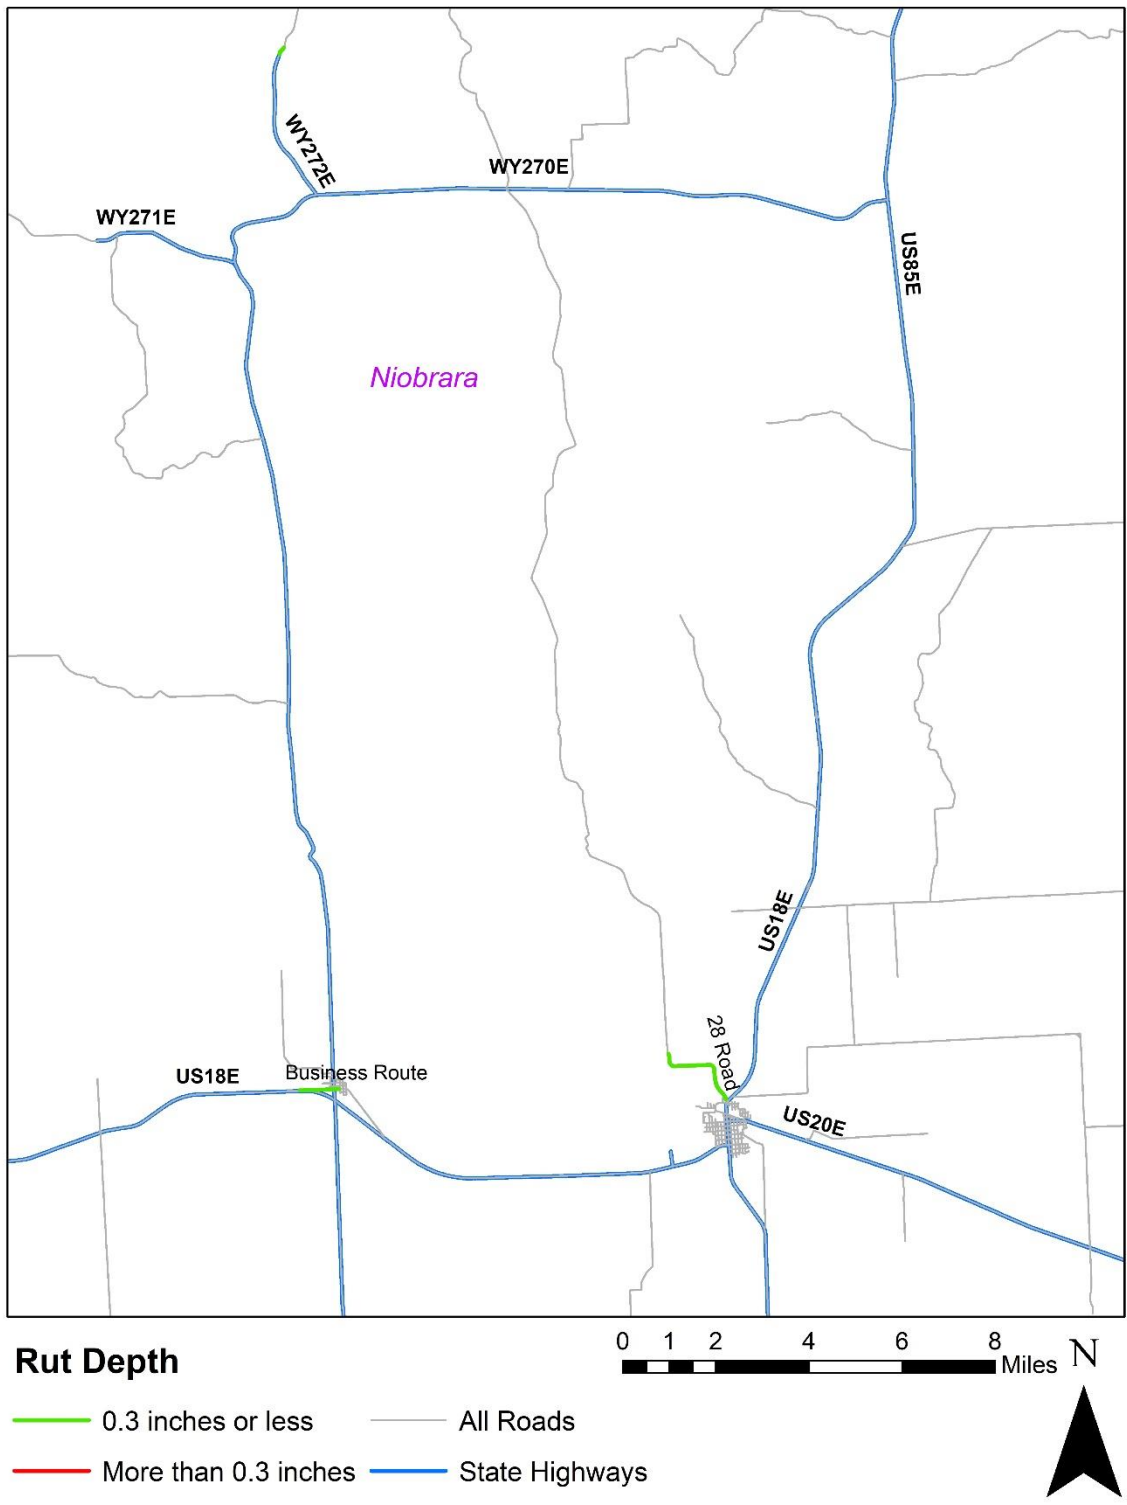 WY272E
WY270E
WY271E
US85E
Niobrara
US18E
28 Road
US18E
Business Route
US20E
Rut Depth
0 1 2 4 6 8
Miles
N
0.3 inches or less
All Roads
More than 0.3 inches
State Highways